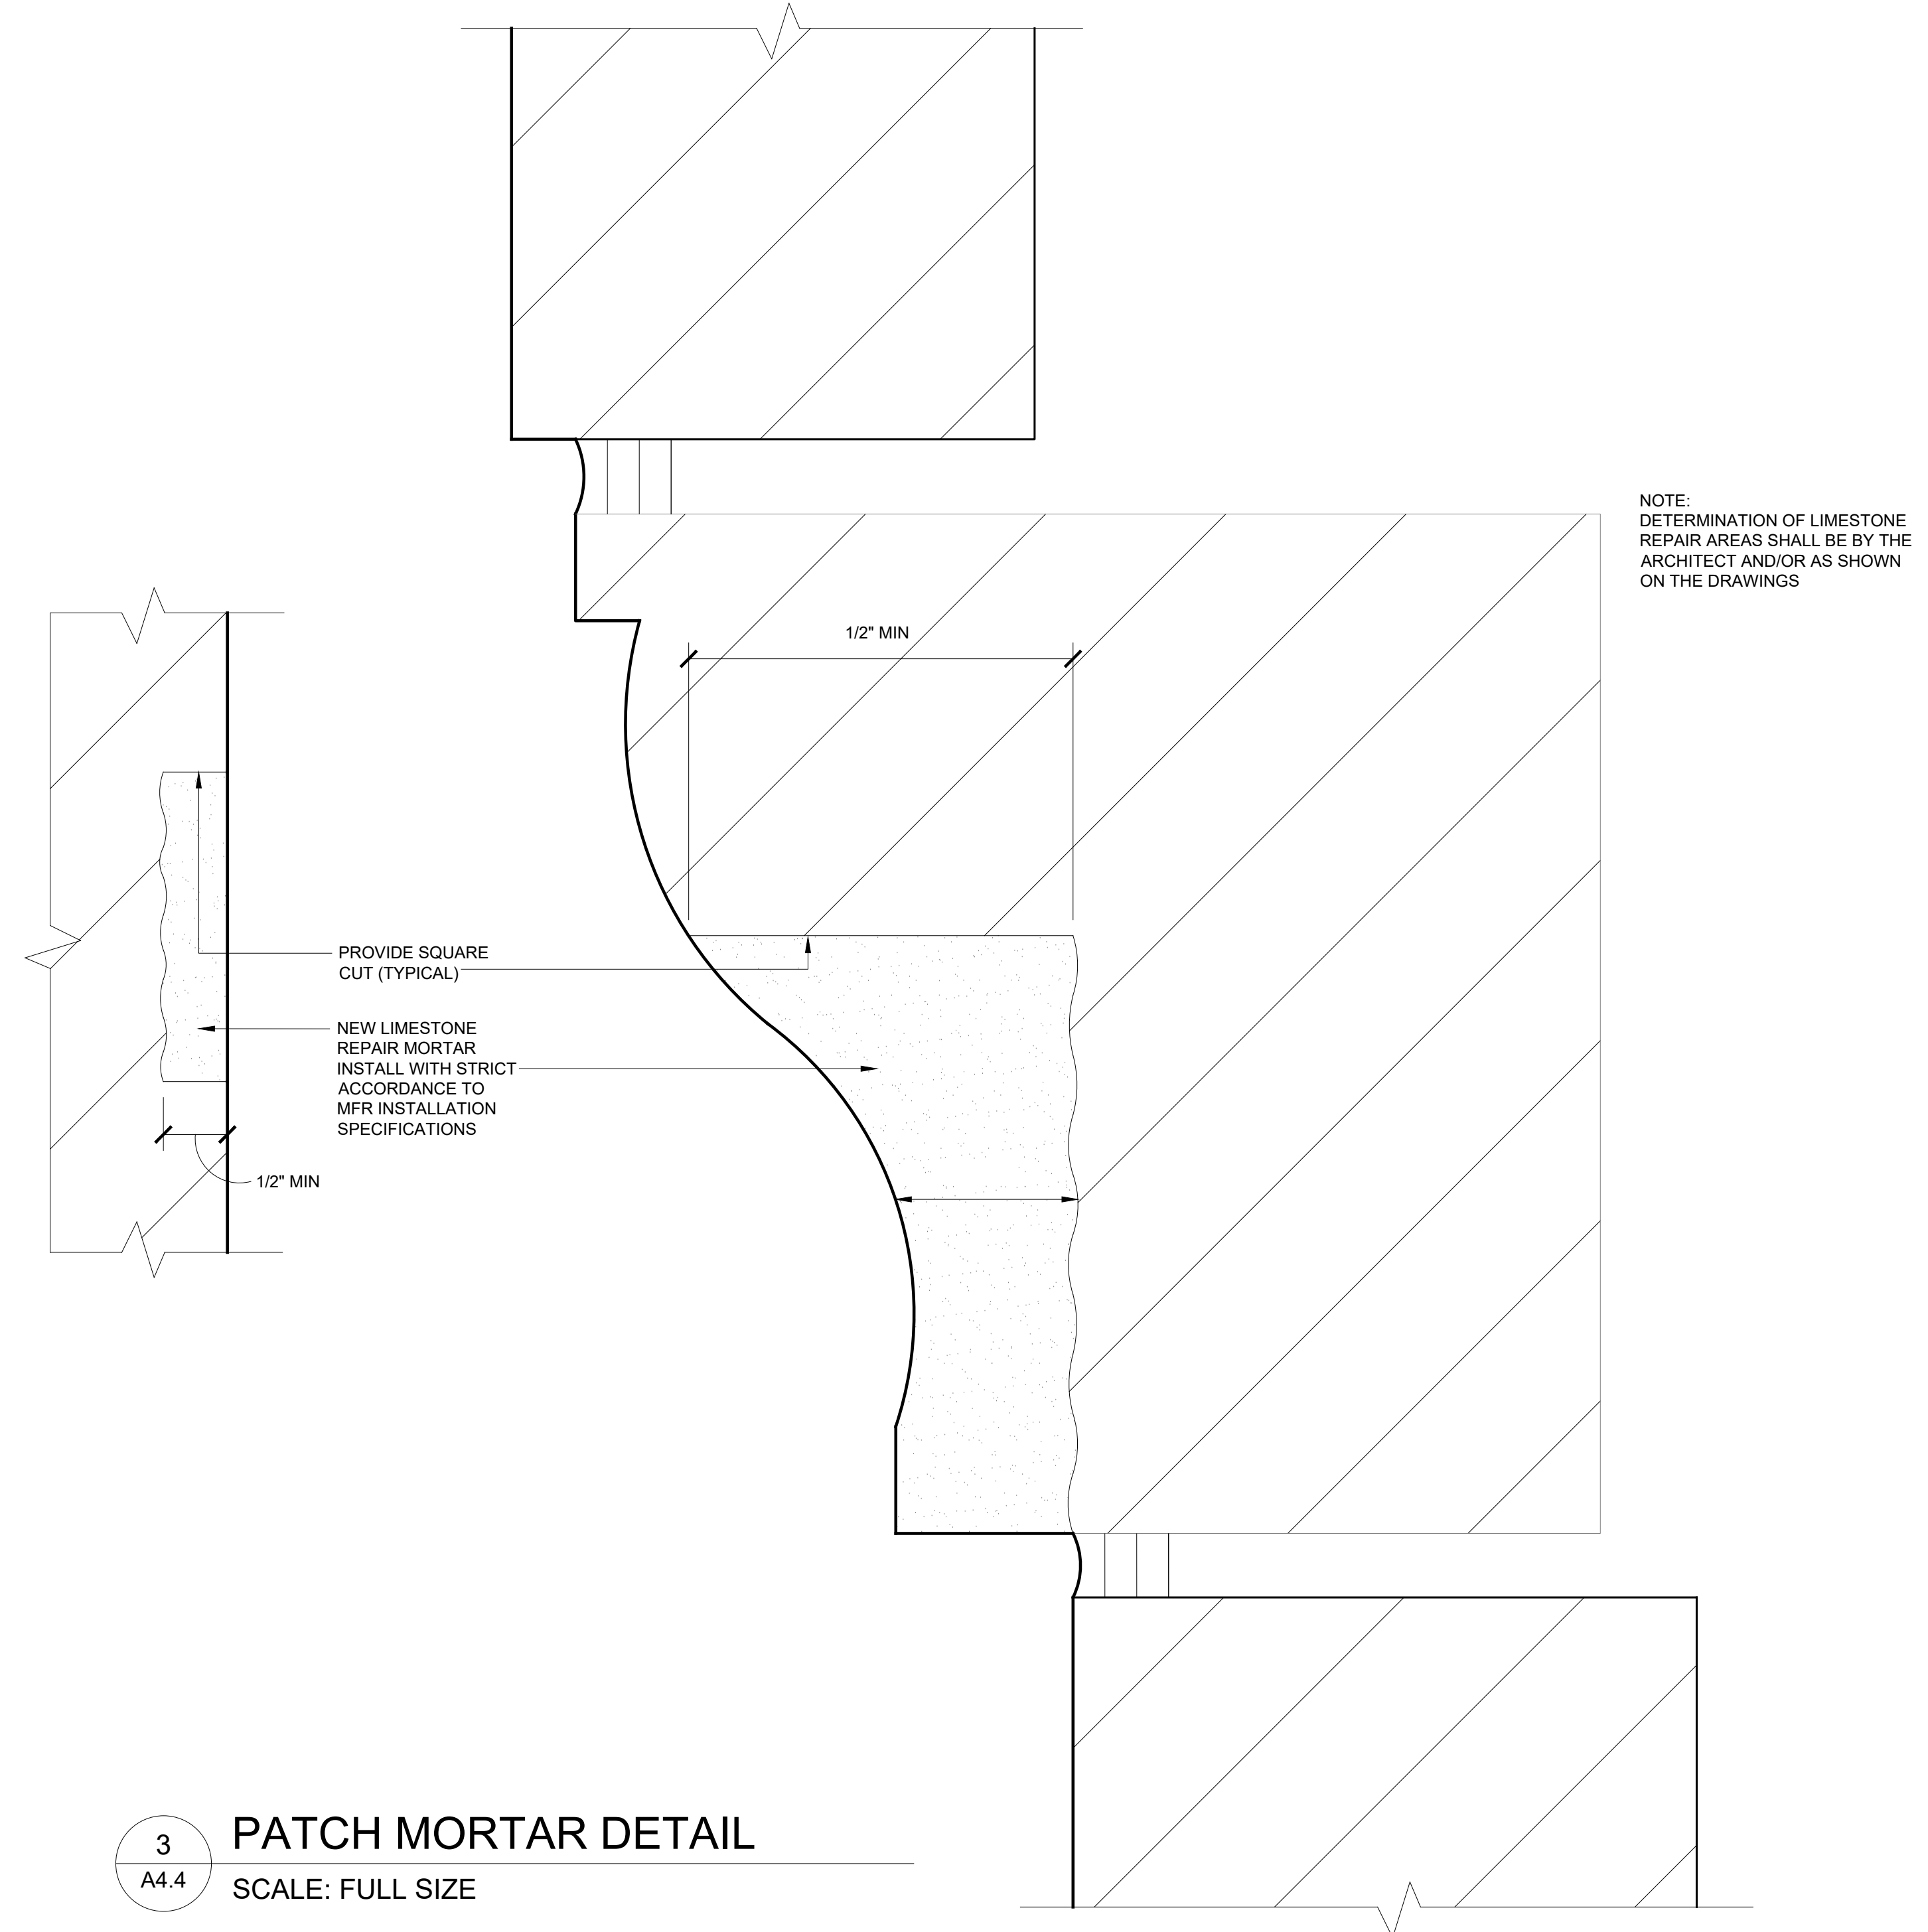 NOTE:
DETERMINATION OF LIMESTONE
REPAIR AREAS SHALL BE BY THE
ARCHITECT AND/OR AS SHOWN
ON THE DRAWINGS
1/2" MIN
PROVIDE SQUARE
CUT (TYPICAL)
NEW LIMESTONE
REPAIR MORTAR
INSTALL WITH STRICT
ACCORDANCE TO
MFR INSTALLATION
SPECIFICATIONS
1/2" MIN
3
A4.4
PATCH MORTAR DETAIL
SCALE: FULL SIZE